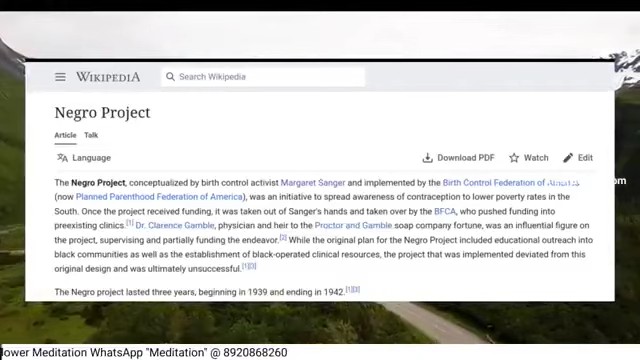 WIKIPEDIA
Search Wikipedia
Negro Project
Article Talk
Language
Download PDF Watch Edit
The Negro Project, conceptualized by birth control activist Margaret Sanger and implemented by the Birth Control Federation of
om
(now Planned Parenthood Federation of America), was an initiative to spread awareness of contraception to lower poverty rates in the
South. Once the project received funding, it was taken out of Sanger's hands and taken over by the BFCA, who pushed funding into
preexisting clinics.[1] Dr. Clarence Gamble, physician and heir to the Proctor and Gamble soap company fortune, was an influential figure on
the project, supervising and partially funding the endeavor.[2] While the original plan for the Negro Project included educational outreach into
black communities as well as the establishment of black-operated clinical resources, the project that was implemented deviated from this
original design and was ultimately unsuccessful.[1][3]
The Negro project lasted three years, beginning in 1939 and ending in 1942.[1][3]
lower Meditation WhatsApp "Meditation" @ 8920868260